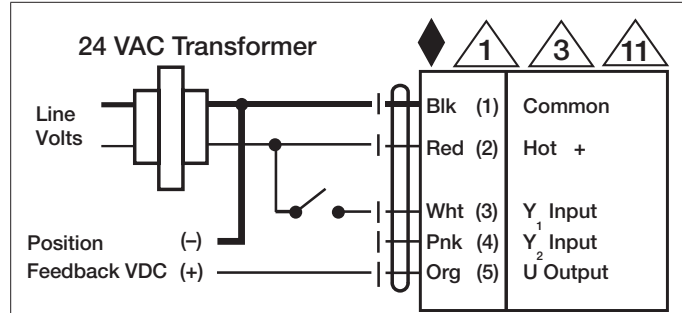 24 VAC Transformer
1 3 11
Line
Volts
Blk (1) Common
Red (2) Hot +
Wht (3) Y1 Input
Pnk (4) Y2 Input
Org (5) U Output
Position (–)
Feedback VDC (+)